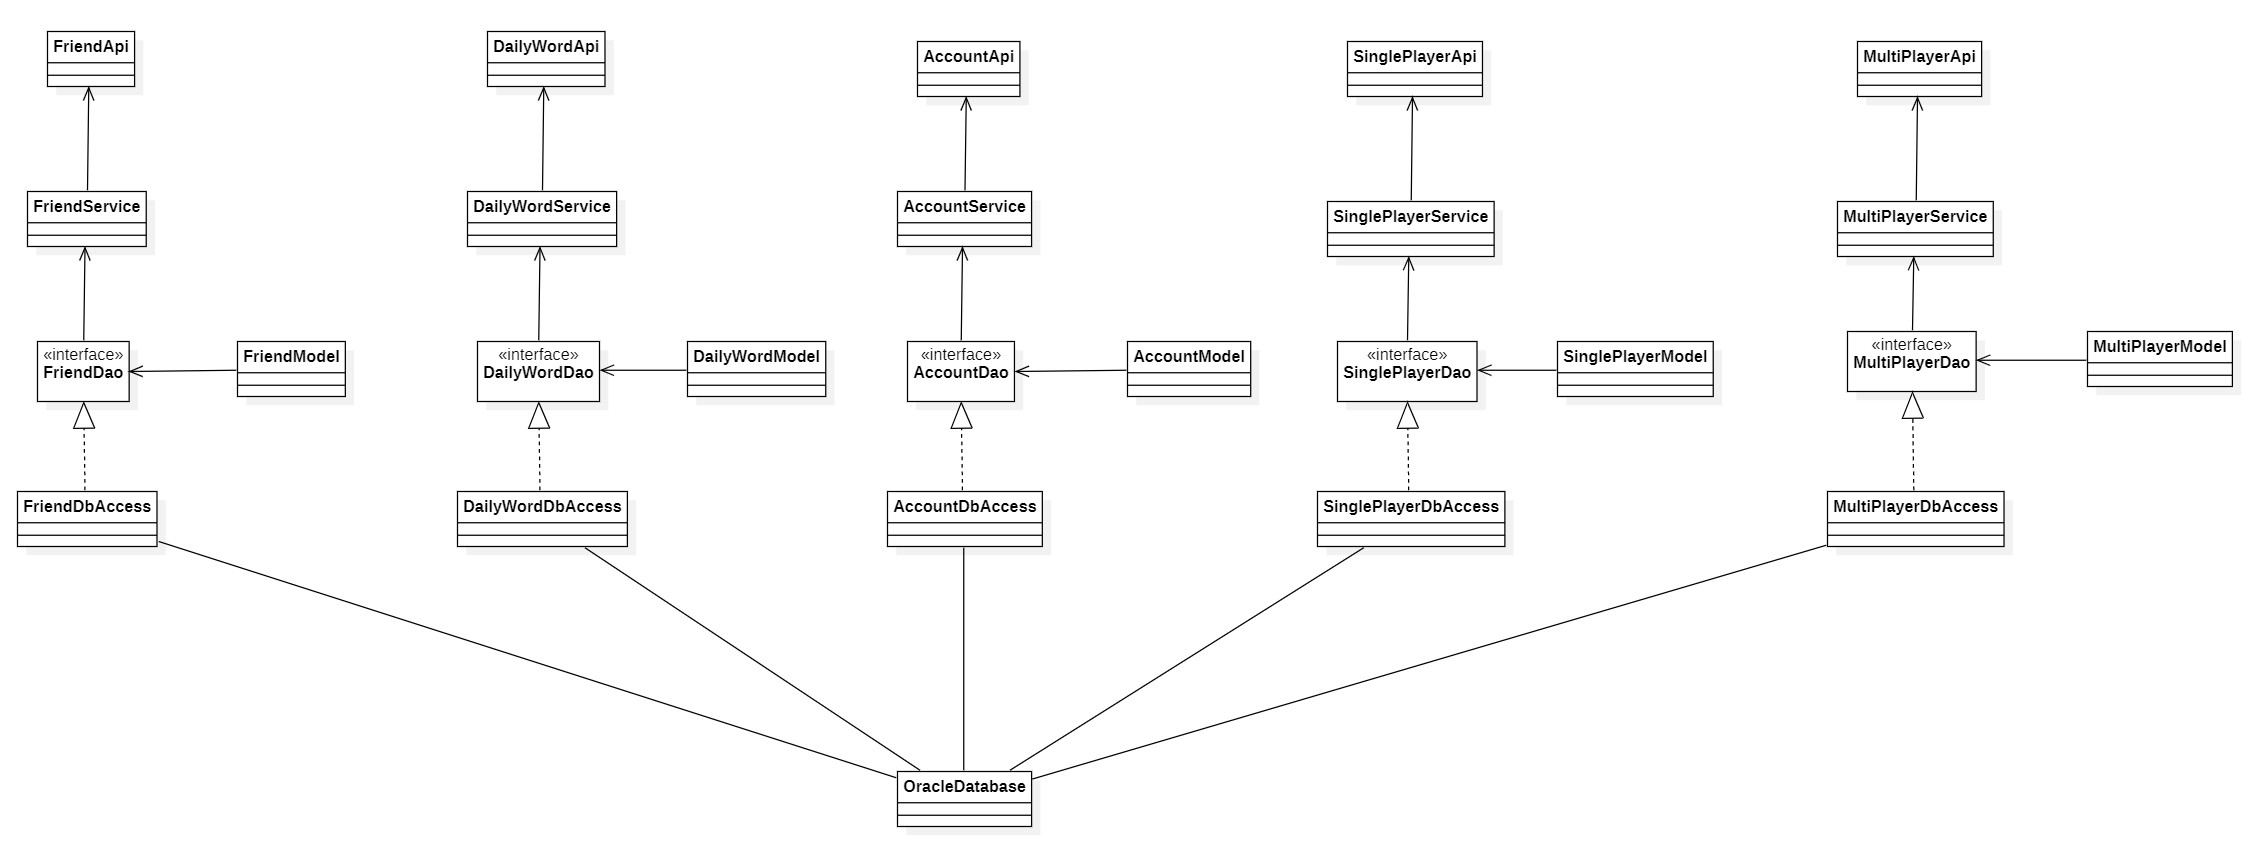 FriendApi
DailyWordApi
AccountApi
SinglePlayerApi
MultiPlayerApi
FriendService
DailyWordService
AccountService
SinglePlayerService
MultiPlayerService
«interface»
FriendDao
FriendModel
«interface»
DailyWordDao
DailyWordModel
«interface»
AccountDao
AccountModel
«interface»
SinglePlayerDao
SinglePlayerModel
«interface»
MultiPlayerDao
MultiPlayerModel
FriendDbAccess
DailyWordDbAccess
AccountDbAccess
SinglePlayerDbAccess
MultiPlayerDbAccess
OracleDatabase